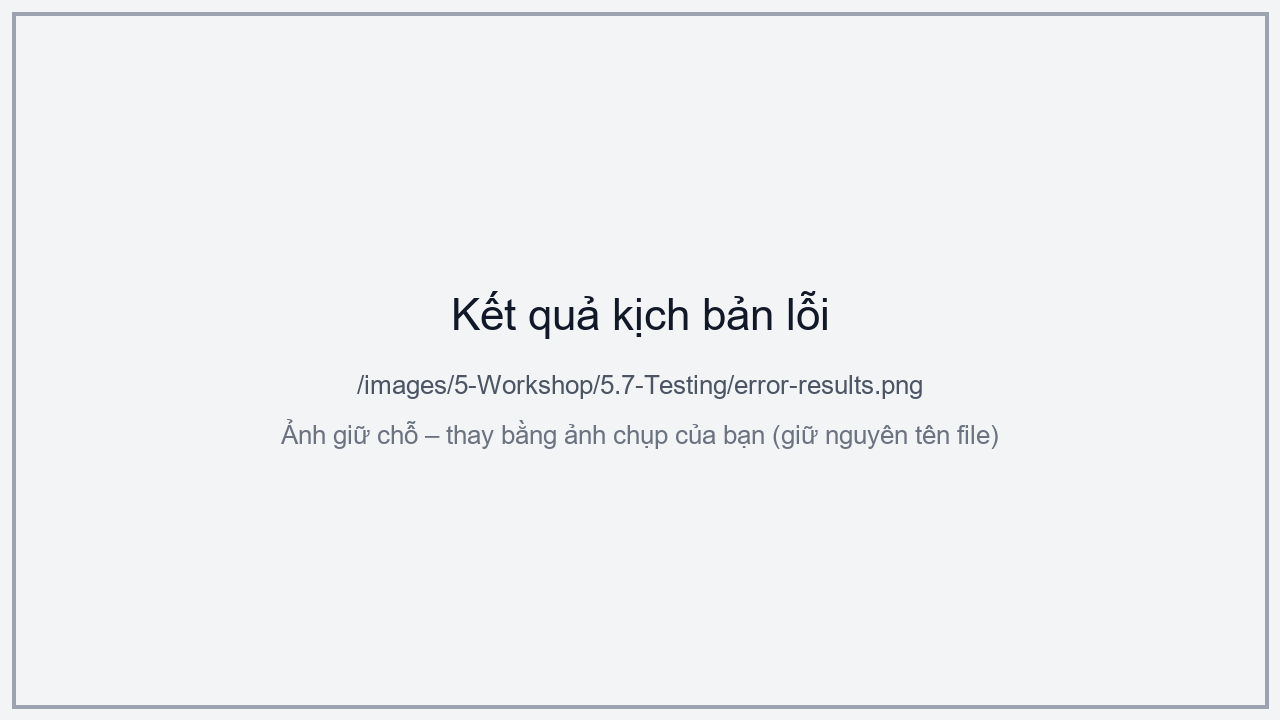 Kết quả kịch bản lỗi
/images/5-Workshop/5.7-Testing/error-results.png
Ảnh giữ chỗ – thay bằng ảnh chụp của bạn (giữ nguyên tên file)